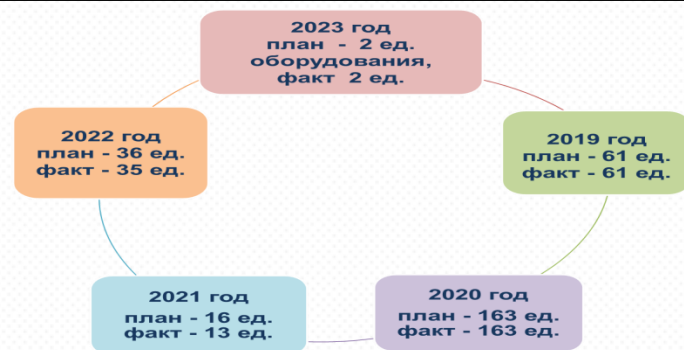 2023 год
план - 2 ед.
оборудования,
факт 2 ед.
2022 год
план - 36 ед.
факт - 35 ед.
2019 год
план - 61 ед.
факт - 61 ед.
2021 год
план - 16 ед.
факт - 13 ед.
2020 год
план - 163 ед.
факт - 163 ед.